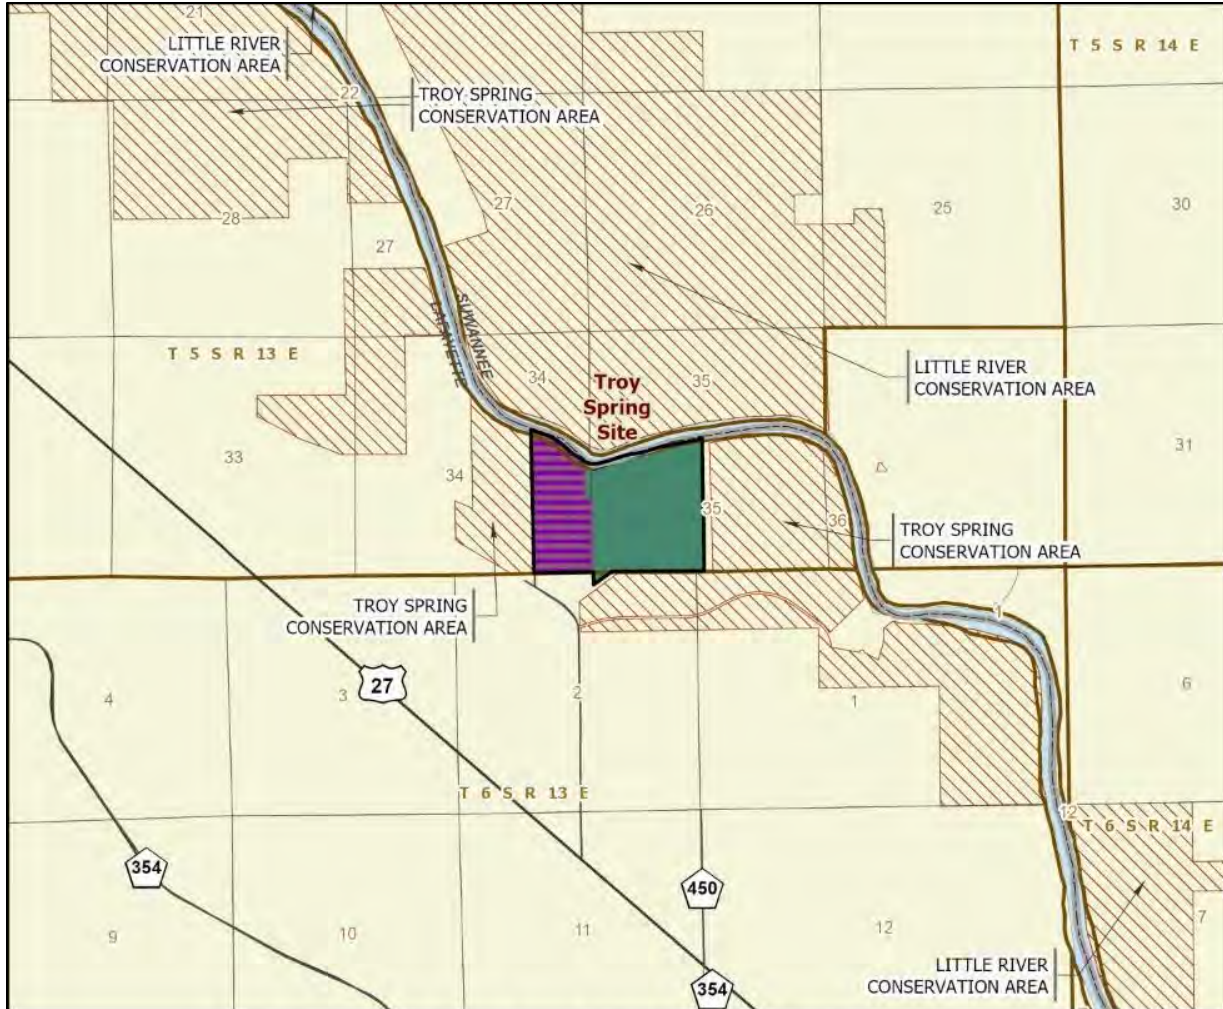 21
LITTLE RIVER
CONSERVATION AREA
T 5 S R 14 E
22
TROY SPRING
CONSERVATION AREA
27
26
25
30
28
27
SUWANNEE
LAFAYETTE
T 5 S R 13 E
LITTLE RIVER
CONSERVATION AREA
34
Troy
Spring
Site
35
33
34
31
35
36
TROY SPRING
CONSERVATION AREA
TROY SPRING
CONSERVATION AREA
1
4
3
27
2
1
6
T 6 S R 13 E
12
T 6 S R 14 E
354
450
9
10
11
12
7
LITTLE RIVER
CONSERVATION AREA
354